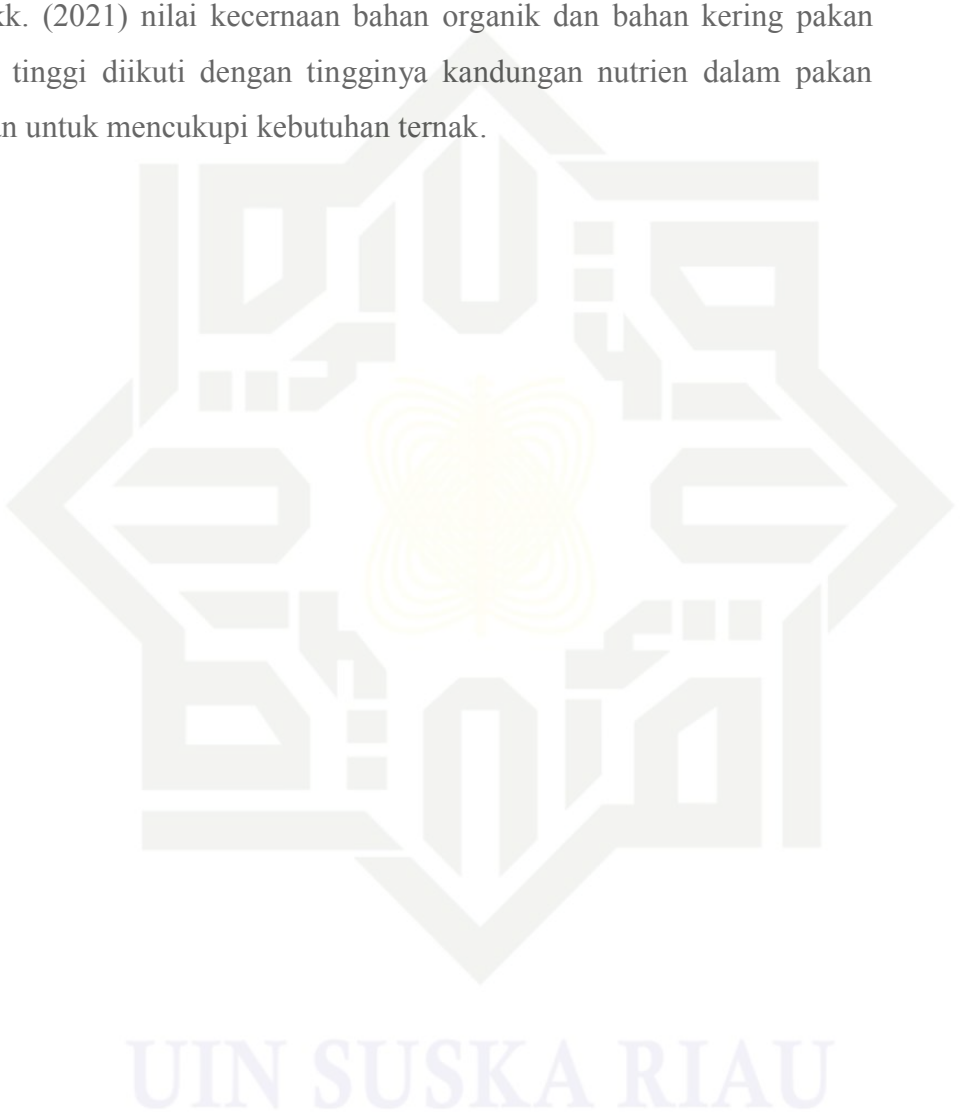 kk. (2021) nilai kecernaan bahan organik dan bahan kering pakan
tinggi diikuti dengan tingginya kandungan nutrien dalam pakan
untuk mencukupi kebutuhan ternak.
UIN SUSKA RIAU